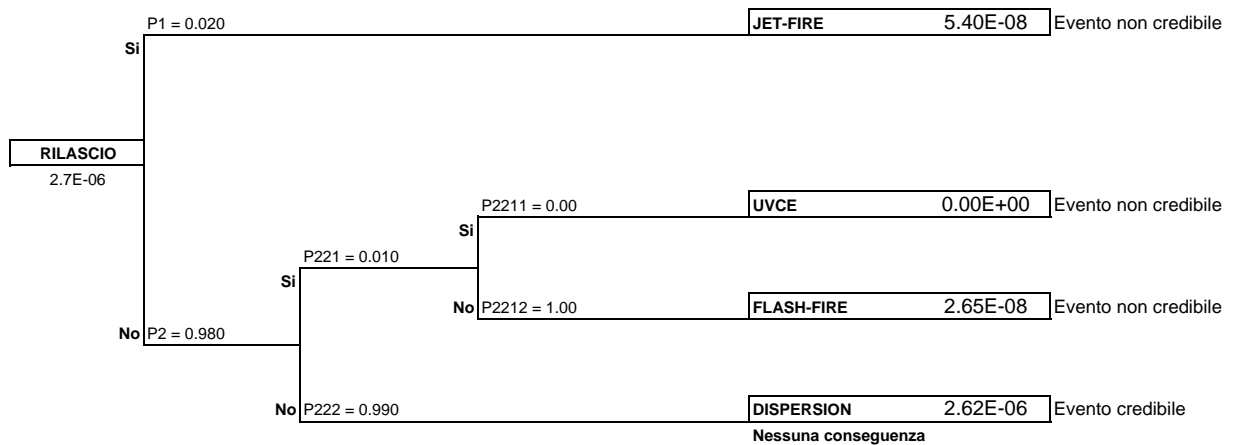 P1 = 0.020
JET-FIRE 5.40E-08 Evento non credibile
Si
RILASCIO
2.7E-06
P2211 = 0.00
UVCE 0.00E+00 Evento non credibile
Si
P221 = 0.010
Si
No P2212 = 1.00
FLASH-FIRE 2.65E-08 Evento non credibile
No P2 = 0.980
No P222 = 0.990
DISPERSION 2.62E-06 Evento credibile
Nessuna conseguenza